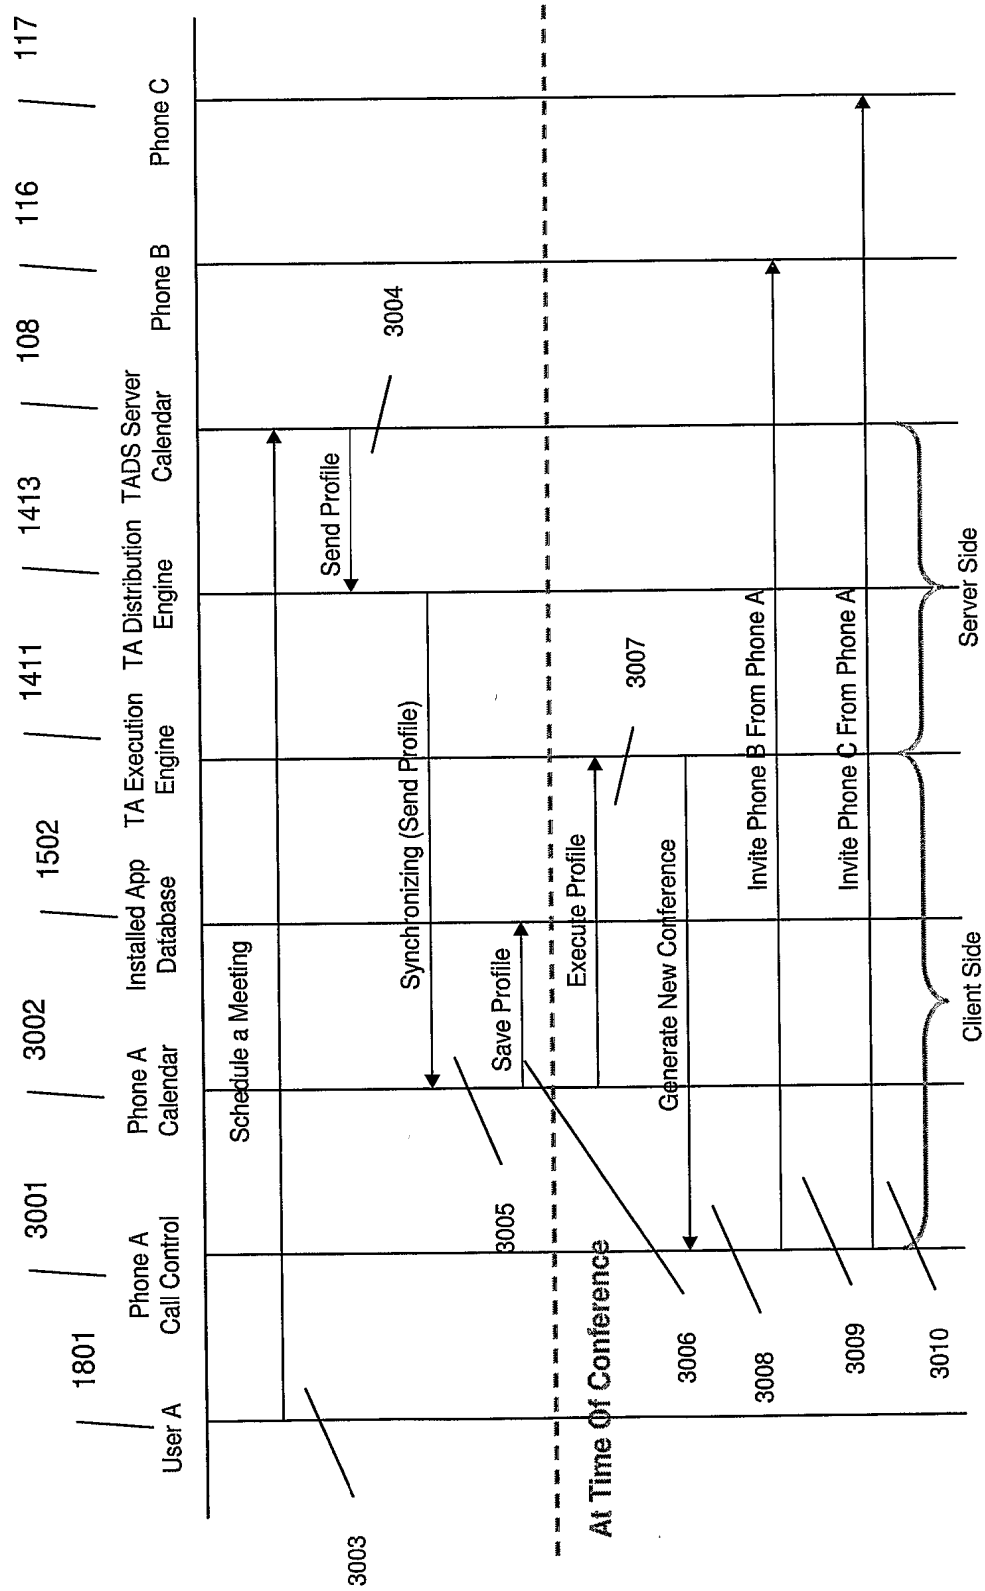 1801
3001
3002
1502
1411
1413
108
116
117
User A
Phone A
Call Control
Phone A
Calendar
Installed App
Database
TA Execution
Engine
TA Distribution
Engine
TADS Server
Calendar
Phone B
Phone C
Schedule a Meeting
3003
Send Profile
3004
Synchronizing (Send Profile)
3005
Save Profile
3006
At Time Of Conference
Execute Profile
3007
Generate New Conference
3008
Invite Phone B From Phone A
3009
Invite Phone C From Phone A
3010
Client Side
Server Side